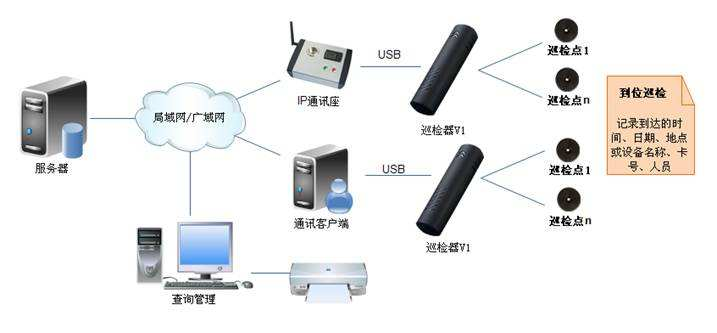 USB
巡检点1
IP通讯座
巡检点n
到位巡检
局域网/广域网
巡检器V1
记录到达的时
间、日期、地点
或设备名称、卡
号、人员
服务器
USB
巡检点1
通讯客户端
巡检点n
巡检器V1
查询管理